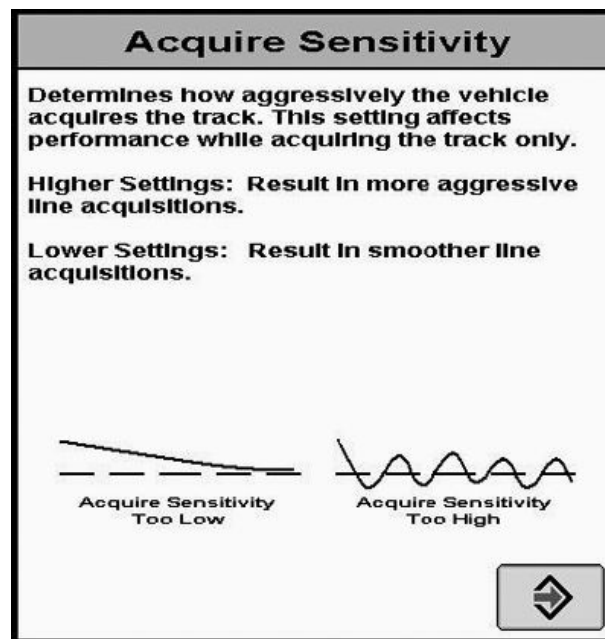 Acquire Sensitivity
Determines how aggressively the vehicle
acquires the track. This setting affects
performance while acquiring the track only.
Higher Settings: Result in more aggressive
line acquisitions.
Lower Settings: Result in smoother line
acquisitions.
Acquire Sensitivity
Too Low
Acquire Sensitivity
Too High